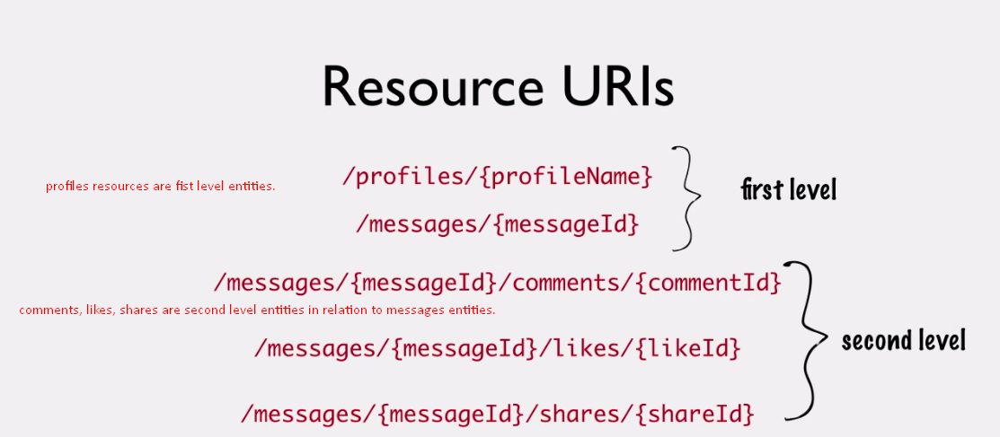 Resource URIs
/profiles/{profileName}
profiles resources are fist level entities.
first level
/messages/{messageId}
/messages/{messageId}/comments/{commentId}
comments, likes, shares are second level entities in relation to messages entities.
second level
/messages/{messageId}/likes/{likeId}
/messages/{messageId}/shares/{shareId}